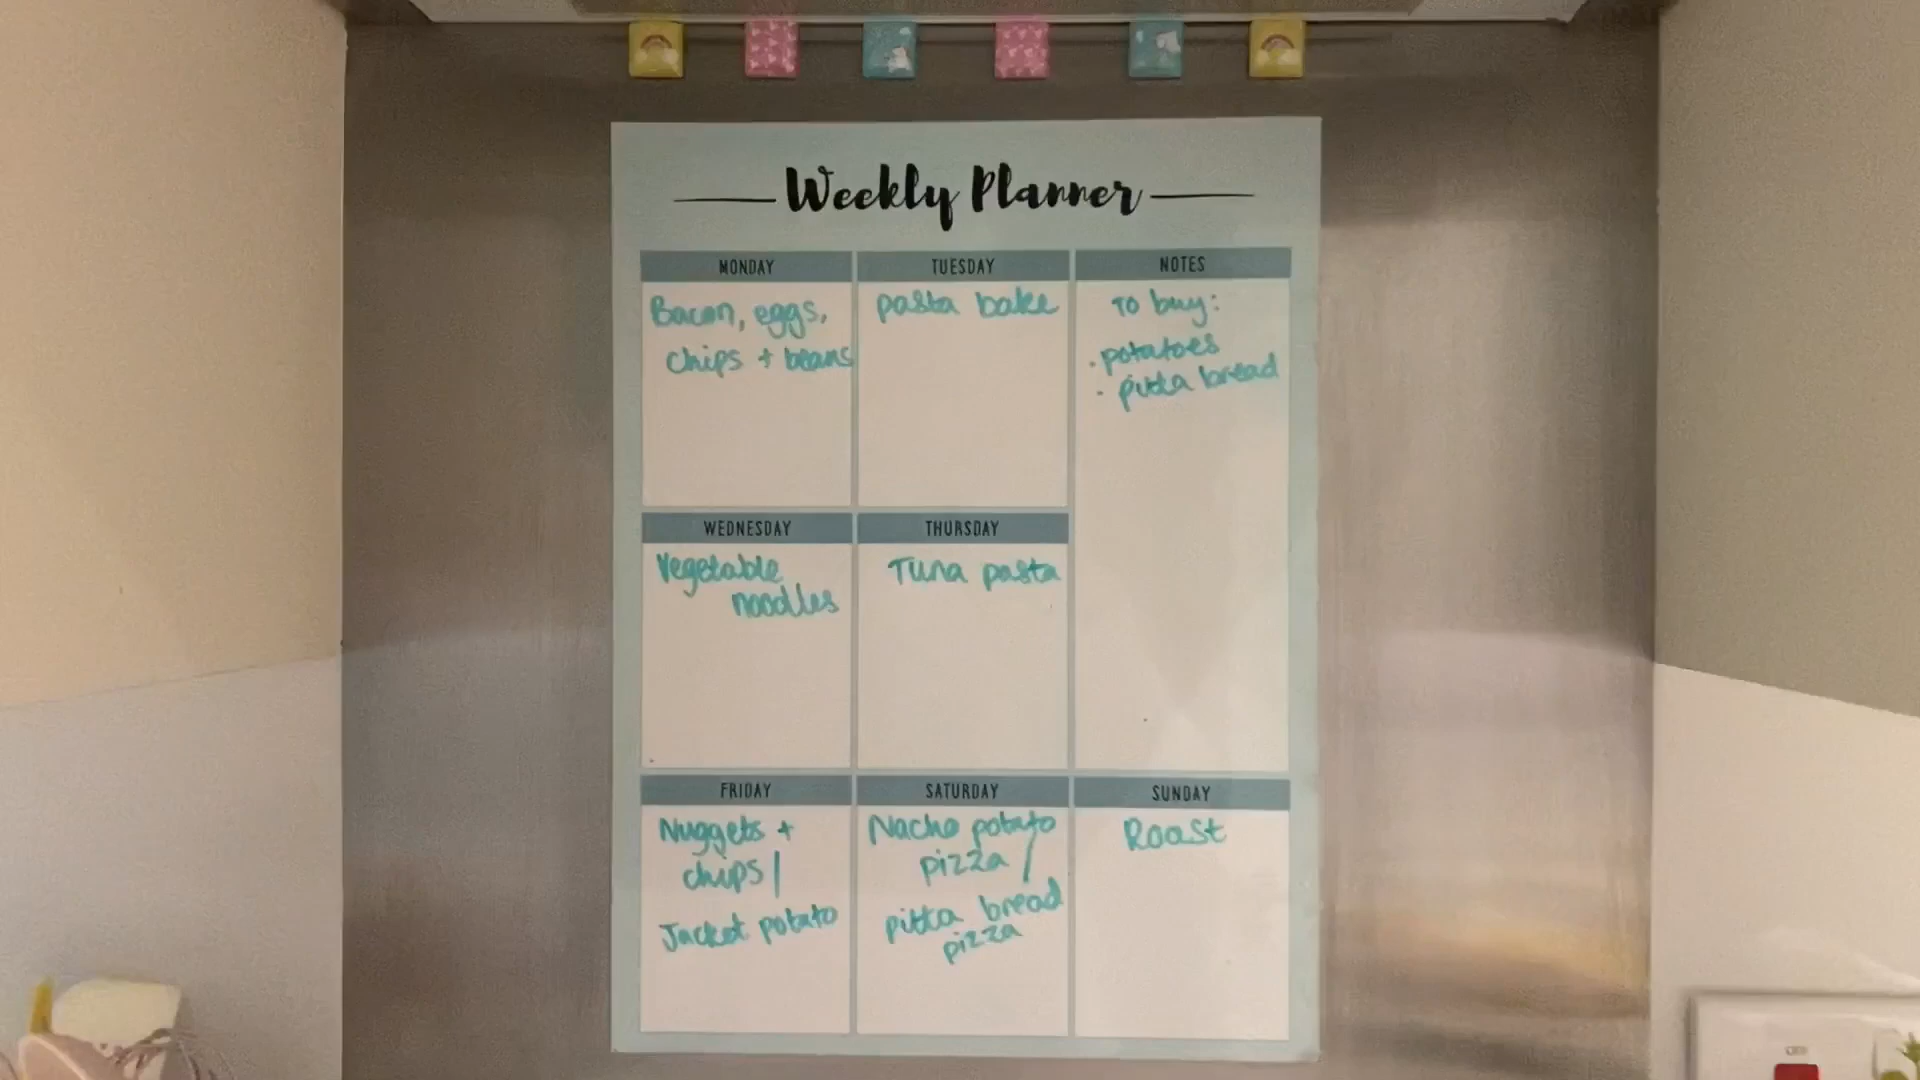 Weekly Planner
MONDAY
Bacon, eggs,
chips + beans
TUESDAY
pasta bake
NOTES
To buy:
· potatoes
· pitta bread
WEDNESDAY
Vegetable
noodles
THURSDAY
Tuna pasta
FRIDAY
Nuggets +
chips /
Jacket potato
SATURDAY
Nacho potato
pizza /
pitta bread
pizza
SUNDAY
Roast